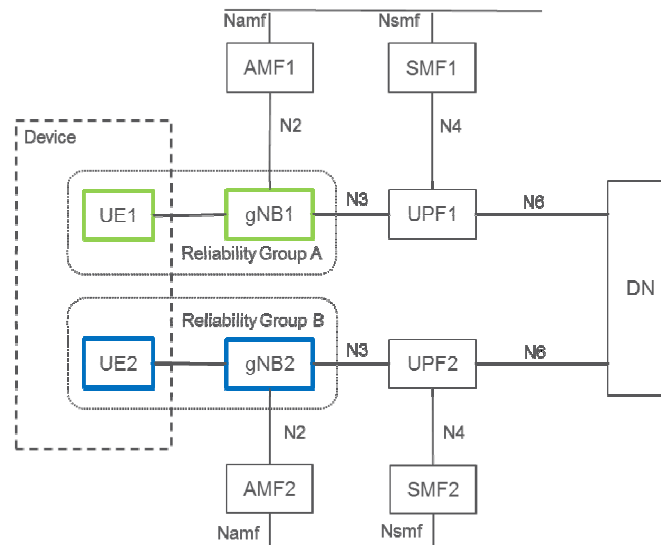 Namf
Nsmf
AMF1
SMF1
N2
N4
Device
UE1
gNB1
N3
UPF1
N6
Reliability Group A
DN
Reliability Group B
UE2
gNB2
N3
UPF2
N6
N2
N4
AMF2
SMF2
Namf
Nsmf